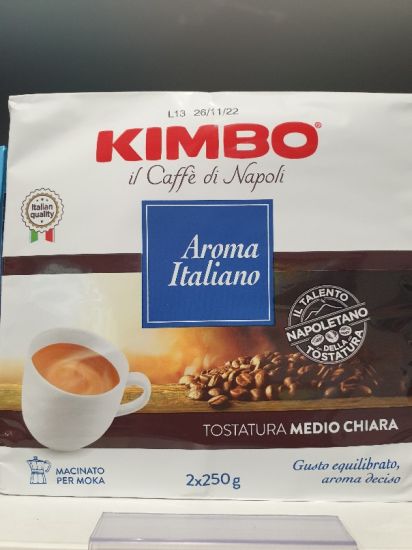 L13 26/11/22
KIMBO®
il Caffè di Napoli
Italian
quality
Aroma
Italiano
IL TALENTO
NAPOLETANO
DELLA
TOSTATURA
TOSTATURA MEDIO CHIARA
MACINATO
PER MOKA
2x250g
Gusto equilibrato,
aroma deciso